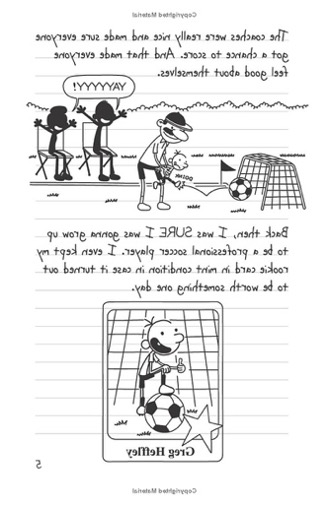 Copyrighted Material
The coaches were really nice and made sure everyone
got a chance to score. And that made everyone
feel good about themselves.
YAYYYYY!
DOINK
Back then, I was SURE I was gonna grow up
to be a professional soccer player. I even kept my
rookie card in mint condition in case it turned out
to be worth something one day.
Greg Heffley
5
Copyrighted Material